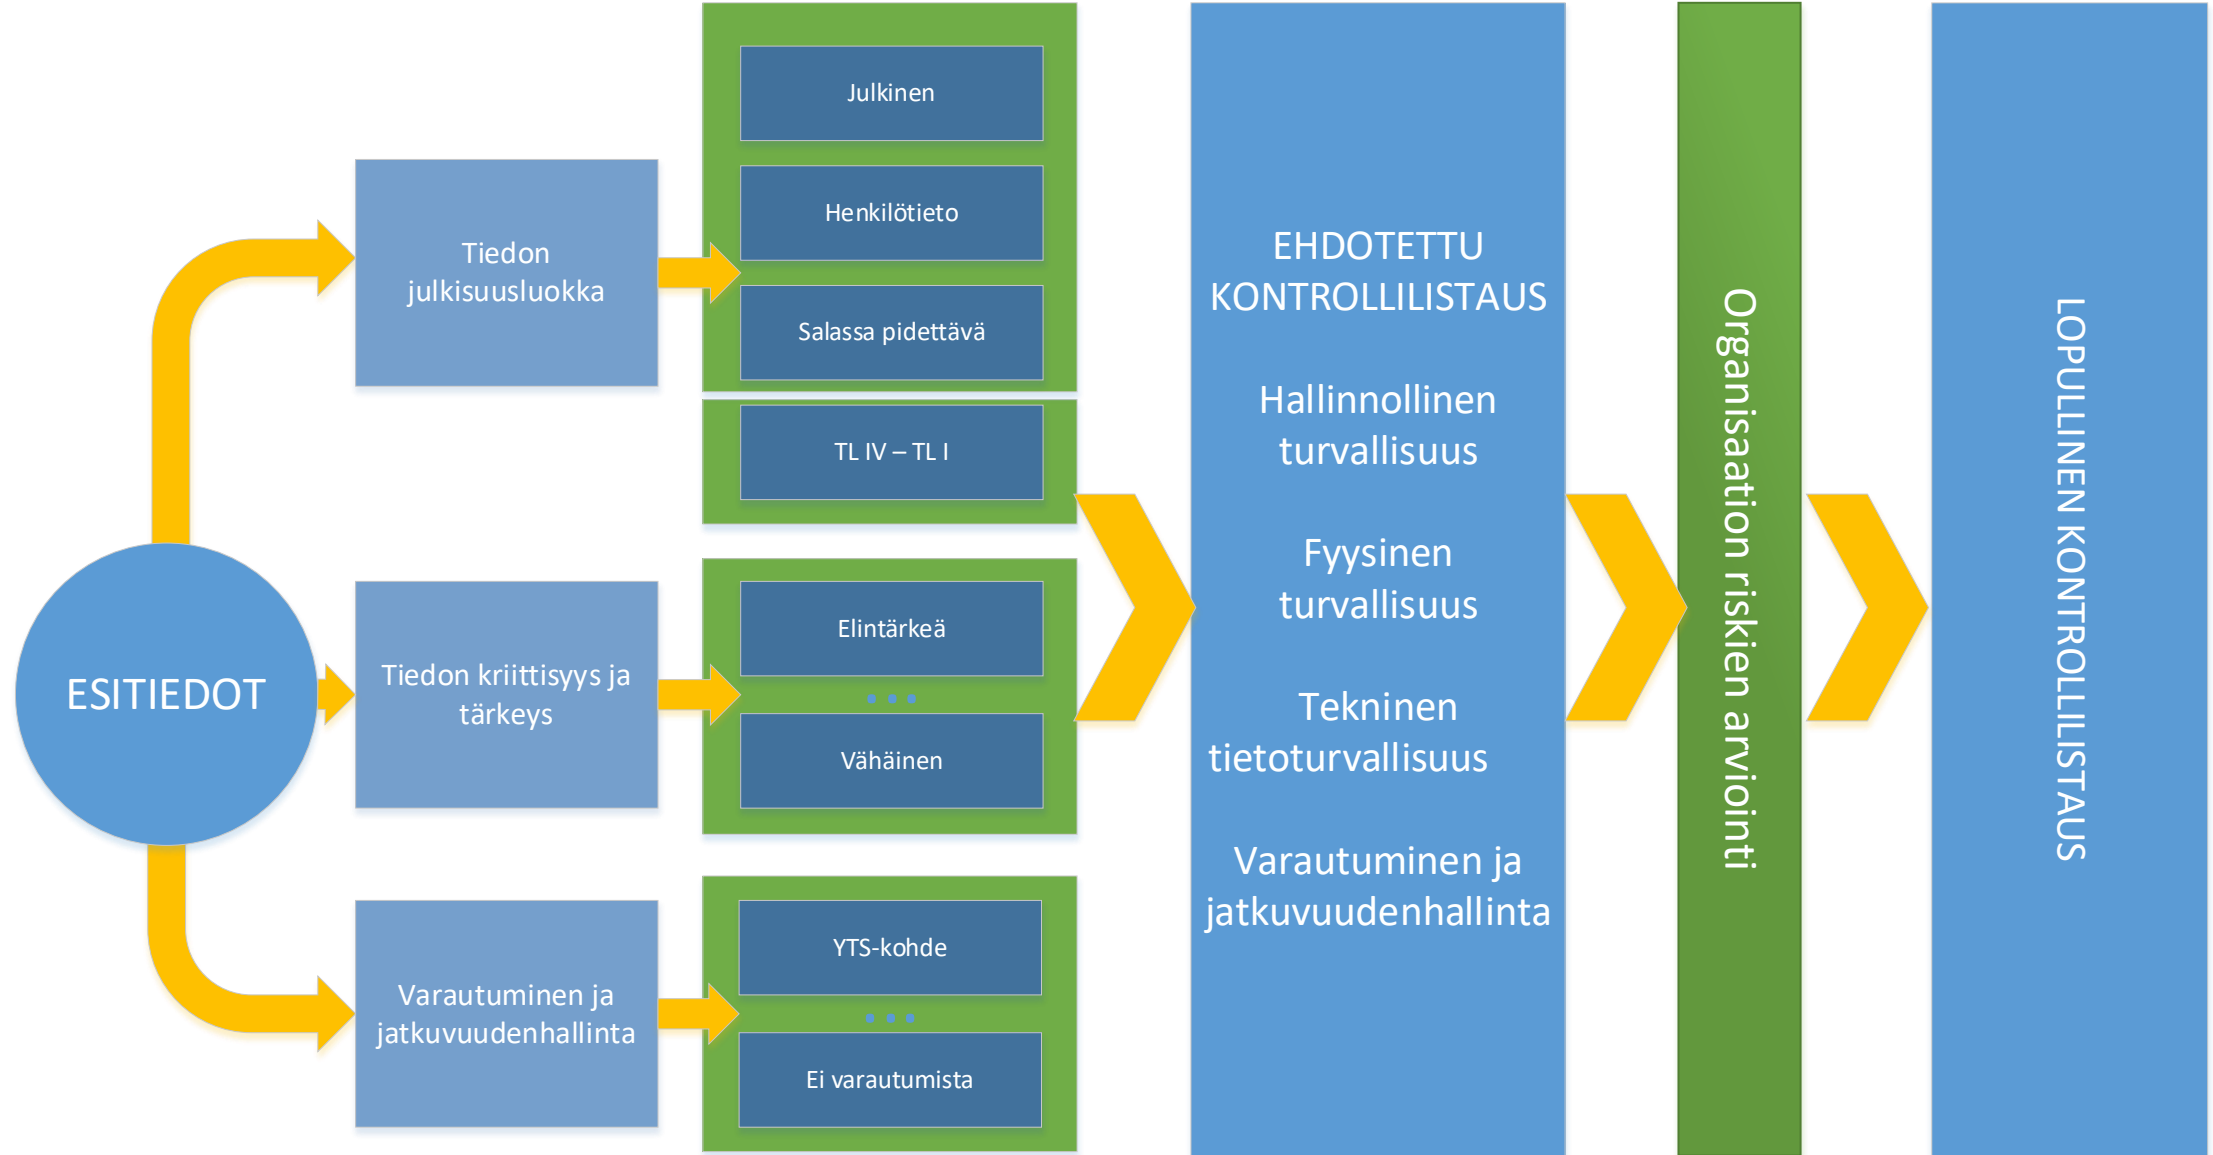 ESITIEDOT
Tiedon
julkisuusluokka
Julkinen
Henkilötieto
Salassa pidettävä
TL IV – TL I
Tiedon kriittisyys ja
tärkeys
Elintärkeä
...
Vähäinen
Varautuminen ja
jatkuvuudenhallinta
YTS-kohde
...
Ei varautumista
EHDOTETTU
KONTROLLILISTAUS
Hallinnollinen
turvallisuus
Fyysinen
turvallisuus
Tekninen
tietoturvallisuus
Varautuminen ja
jatkuvuudenhallinta
Organisaation riskien arviointi
LOPULLINEN KONTROLLILISTAUS